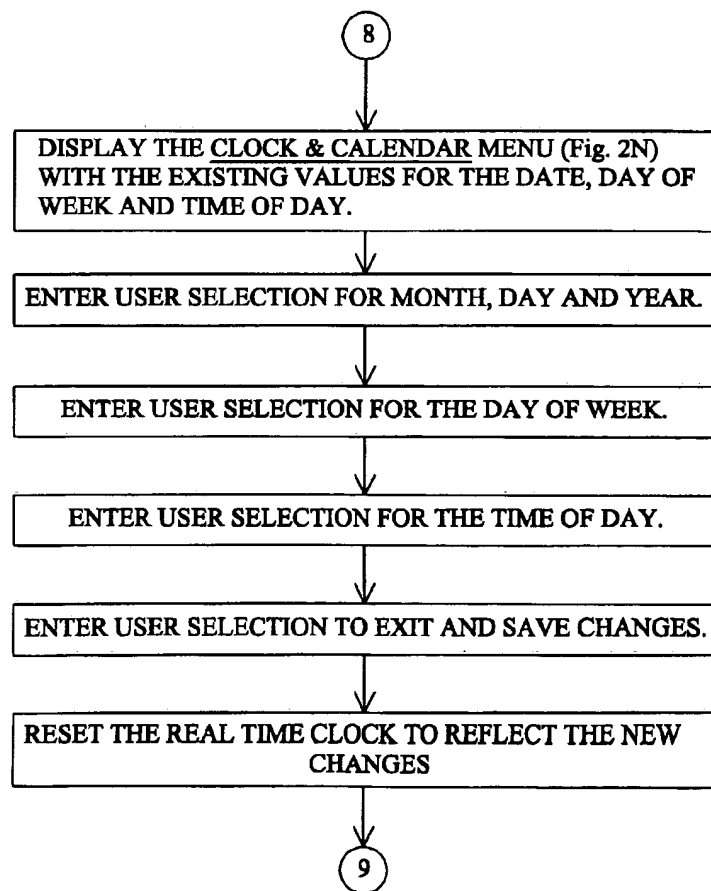 8
DISPLAY THE CLOCK & CALENDAR MENU (Fig. 2N)
WITH THE EXISTING VALUES FOR THE DATE, DAY OF
WEEK AND TIME OF DAY.
ENTER USER SELECTION FOR MONTH, DAY AND YEAR.
ENTER USER SELECTION FOR THE DAY OF WEEK.
ENTER USER SELECTION FOR THE TIME OF DAY.
ENTER USER SELECTION TO EXIT AND SAVE CHANGES.
RESET THE REAL TIME CLOCK TO REFLECT THE NEW
CHANGES
9